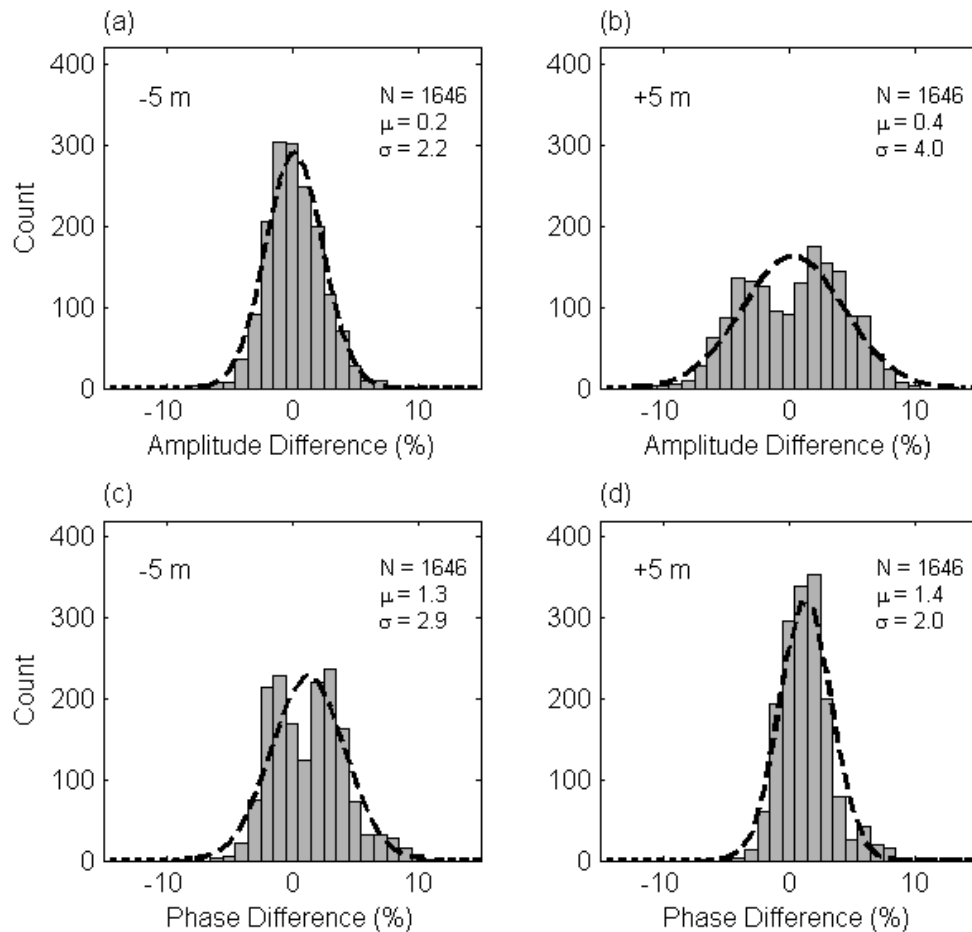 (a)
-5 m
N = 1646
μ = 0.2
σ = 2.2
400
300
200
100
0
Count
-10 0 10
Amplitude Difference (%)
(b)
+5 m
N = 1646
μ = 0.4
σ = 4.0
400
300
200
100
0
-10 0 10
Amplitude Difference (%)
(c)
-5 m
N = 1646
μ = 1.3
σ = 2.9
400
300
200
100
0
Count
-10 0 10
Phase Difference (%)
(d)
+5 m
N = 1646
μ = 1.4
σ = 2.0
400
300
200
100
0
-10 0 10
Phase Difference (%)